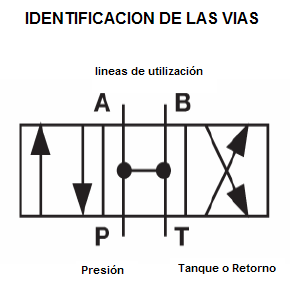 IDENTIFICACION DE LAS VIAS
lineas de utilización
A B
P T
Presión Tanque o Retorno